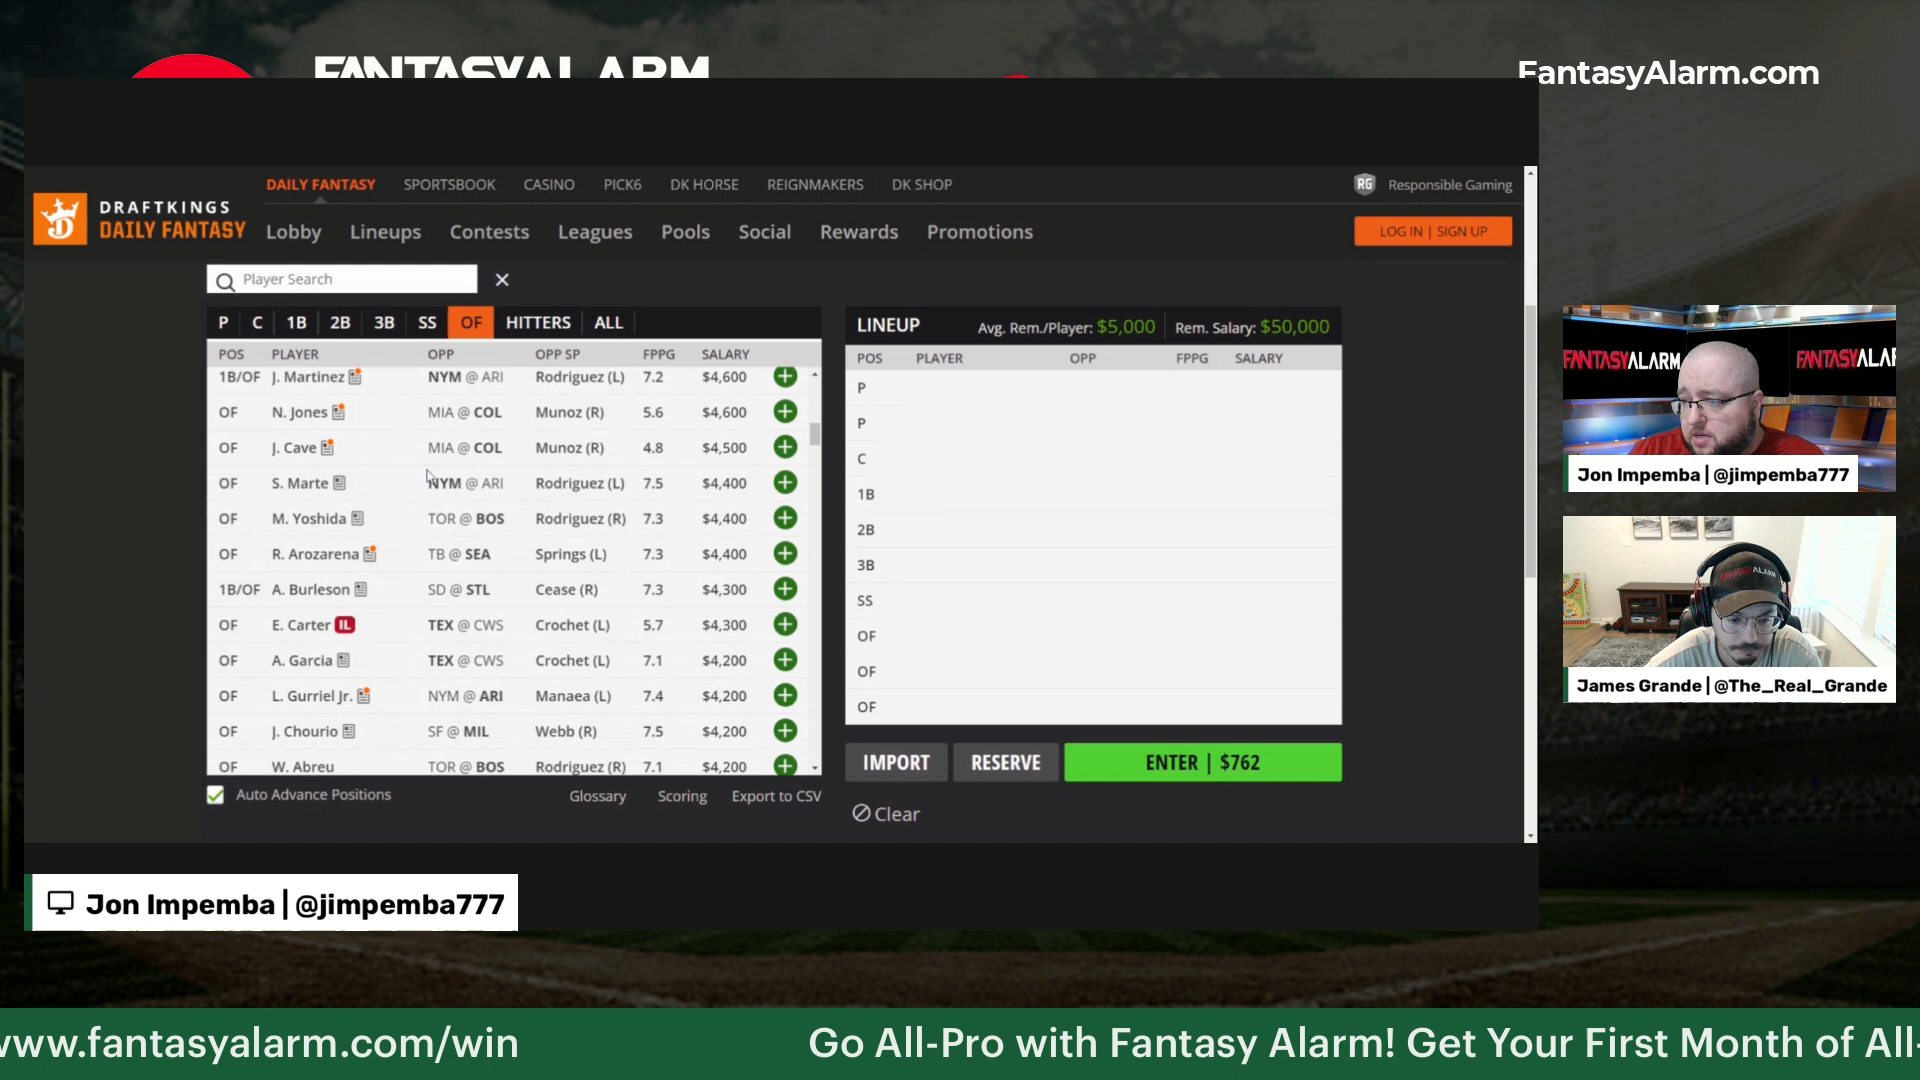 FANTASYALARM
FantasyAlarm.com
DRAFTKINGS
DAILY FANTASY
DAILY FANTASY SPORTSBOOK CASINO PICK6 DK HORSE REIGNMAKERS DK SHOP
RG Responsible Gaming
Lobby Lineups Contests Leagues Pools Social Rewards Promotions
LOG IN | SIGN UP
Player Search
P C 1B 2B 3B SS OF HITTERS ALL
POS PLAYER OPP OPP SP FPPG SALARY
1B/OF J. Martinez NYM @ ARI Rodriguez (L) 7.2 $4,600
OF N. Jones MIA @ COL Munoz (R) 5.6 $4,600
OF J. Cave MIA @ COL Munoz (R) 4.8 $4,500
OF S. Marte NYM @ ARI Rodriguez (L) 7.5 $4,400
OF M. Yoshida TOR @ BOS Rodriguez (R) 7.3 $4,400
OF R. Arozarena TB @ SEA Springs (L) 7.3 $4,400
1B/OF A. Burleson SD @ STL Cease (R) 7.3 $4,300
OF E. Carter IL TEX @ CWS Crochet (L) 5.7 $4,300
OF A. Garcia TEX @ CWS Crochet (L) 7.1 $4,200
OF L. Gurriel Jr. NYM @ ARI Manaea (L) 7.4 $4,200
OF J. Chourio SF @ MIL Webb (R) 7.5 $4,200
OF W. Abreu TOR @ BOS Rodriguez (R) 7.1 $4,200
Auto Advance Positions
Glossary Scoring Export to CSV
LINEUP Avg. Rem./Player: $5,000 Rem. Salary: $50,000
POS PLAYER OPP FPPG SALARY
P
P
C
1B
2B
3B
SS
OF
OF
OF
IMPORT RESERVE ENTER | $762
Clear
FANTASYALARM FANTASYALAR
Jon Impemba | @jimpemba777
James Grande | @The_Real_Grande
Jon Impemba | @jimpemba777
www.fantasyalarm.com/win
Go All-Pro with Fantasy Alarm! Get Your First Month of All-